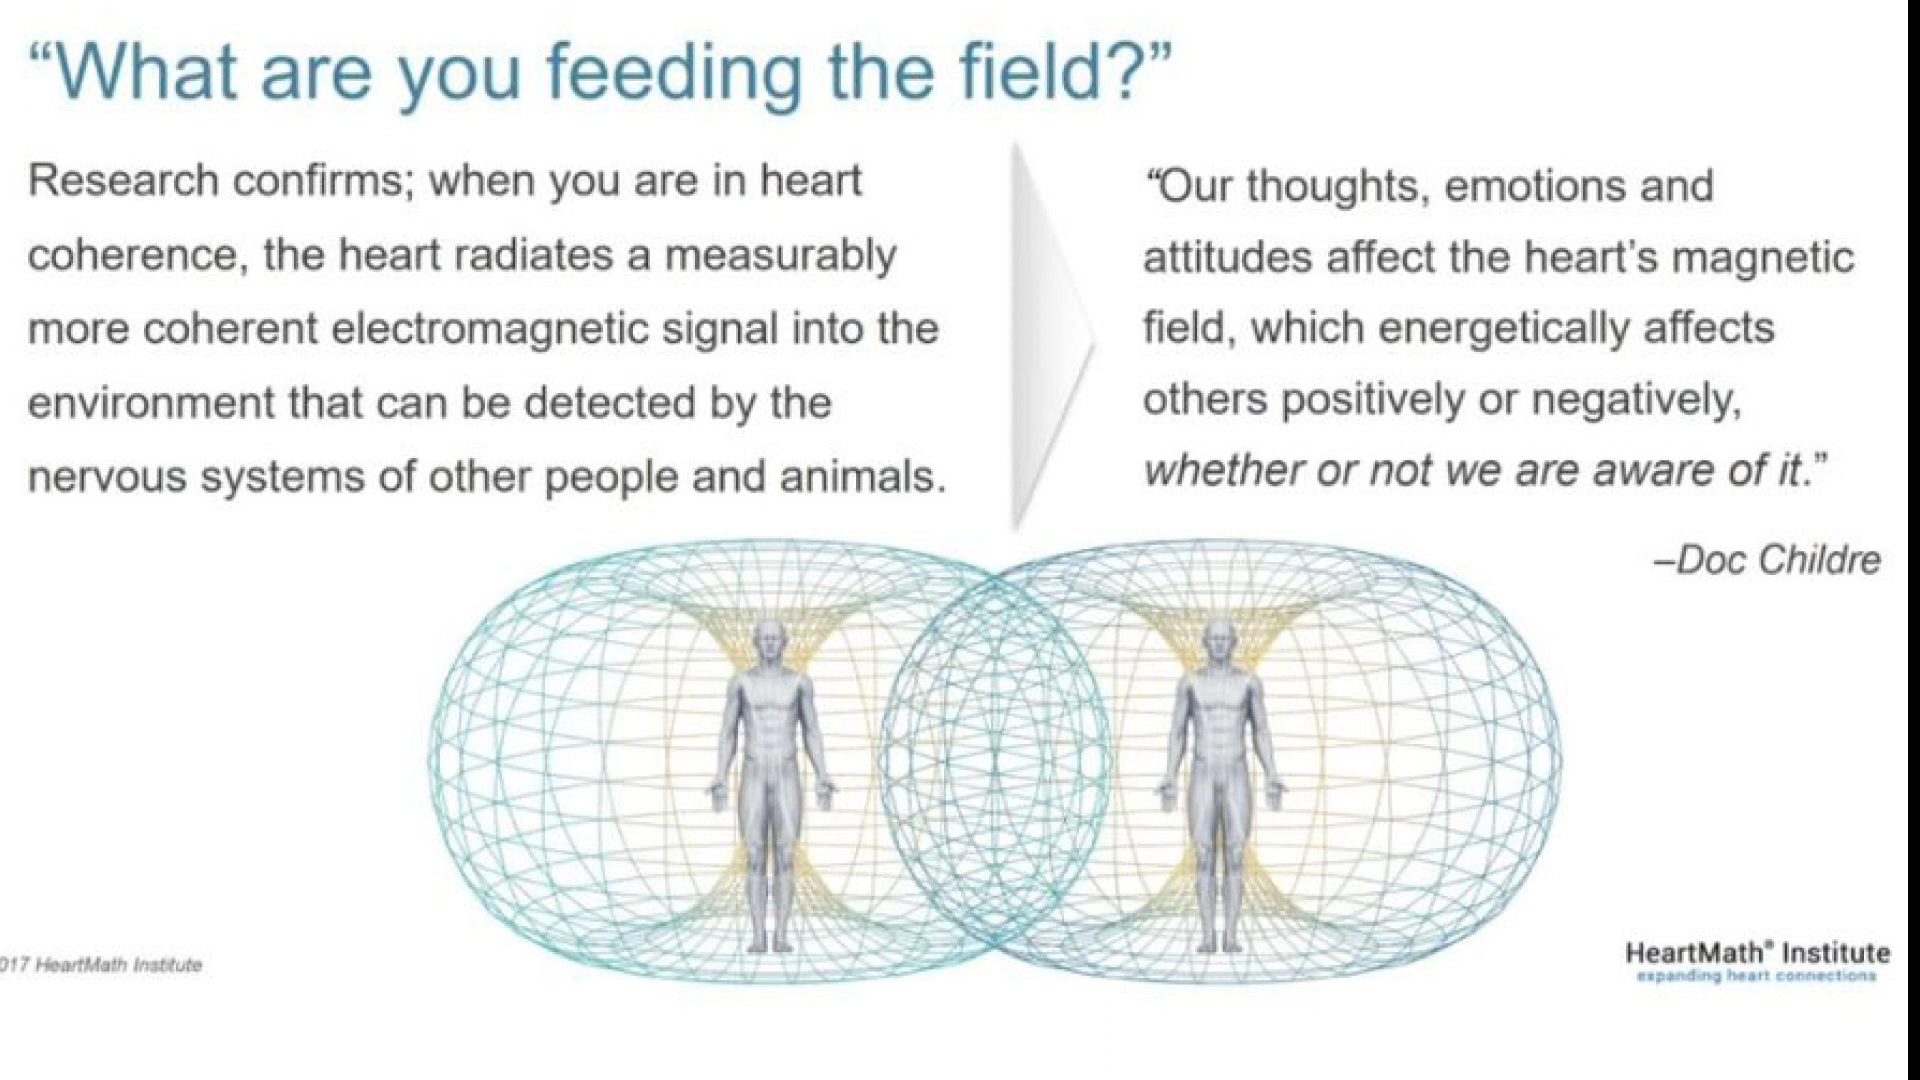 “What are you feeding the field?”
Research confirms; when you are in heart
coherence, the heart radiates a measurably
more coherent electromagnetic signal into the
environment that can be detected by the
nervous systems of other people and animals.
“Our thoughts, emotions and
attitudes affect the heart’s magnetic
field, which energetically affects
others positively or negatively,
whether or not we are aware of it.”
–Doc Childre
017 HeartMath Institute
HeartMath® Institute
expanding heart connections